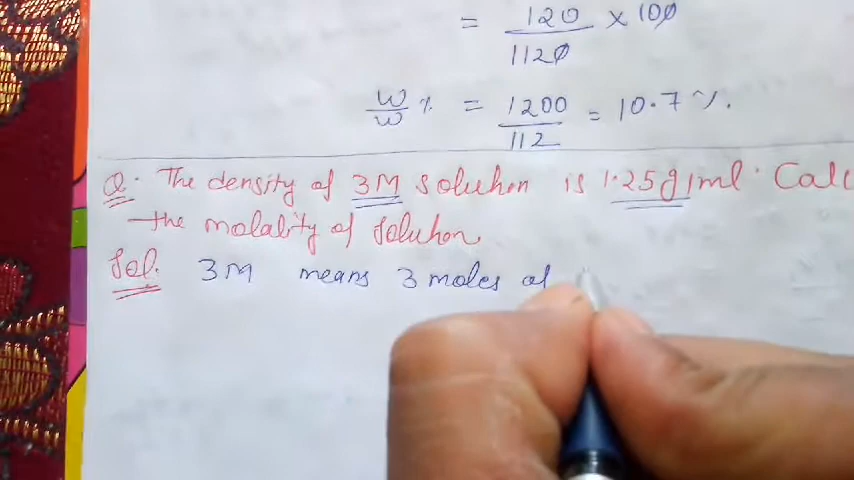 = 120 × 100
1120
w/w % = 1200/112 = 10.7 %.
Q. The density of 3M solution is 1.25g/ml. Calc
the molality of solution
Sol. 3M means 3 moles of